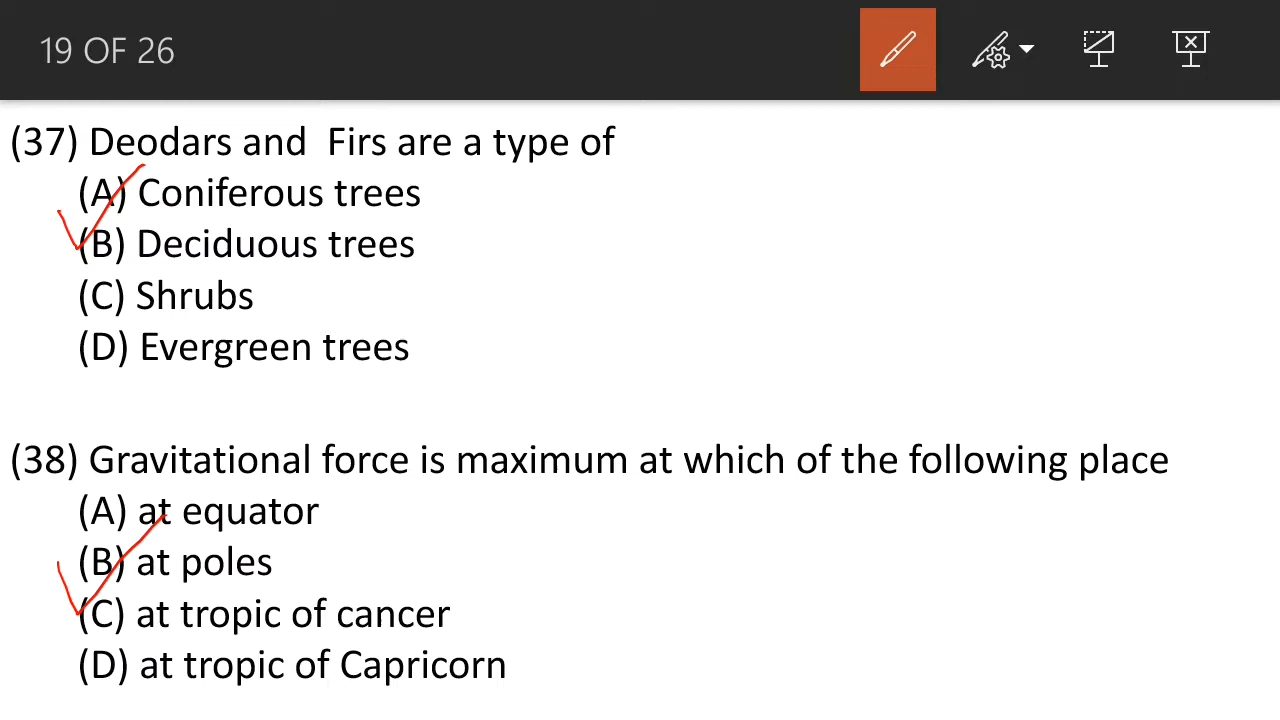 19 OF 26
(37) Deodars and Firs are a type of
(A) Coniferous trees
(B) Deciduous trees
(C) Shrubs
(D) Evergreen trees
(38) Gravitational force is maximum at which of the following place
(A) at equator
(B) at poles
(C) at tropic of cancer
(D) at tropic of Capricorn